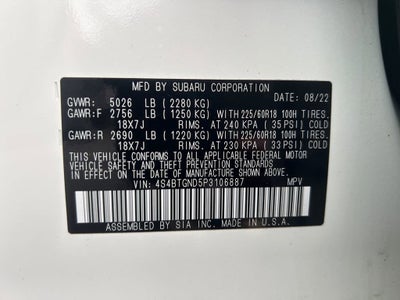 MFD BY SUBARU CORPORATION
DATE: 08/22
GVWR: 5026 LB (2280 KG)
GAWR:F 2756 LB (1250 KG) WITH 225/60R18 100H TIRES,
18X7J RIMS, AT 240 KPA (35 PSI) COLD
GAWR:R 2690 LB (1220 KG) WITH 225/60R18 100H TIRES,
18X7J RIMS, AT 230 KPA (33 PSI) COLD
THIS VEHICLE CONFORMS TO ALL APPLICABLE FEDERAL MOTOR
VEHICLE SAFETY, BUMPER, AND THEFT PREVENTION STANDARDS
IN EFFECT ON THE DATE OF MANUFACTURE SHOWN ABOVE.
VIN: 4S4BTGND5P3106887 MPV
ASSEMBLED BY SIA INC. MADE IN U.S.A.